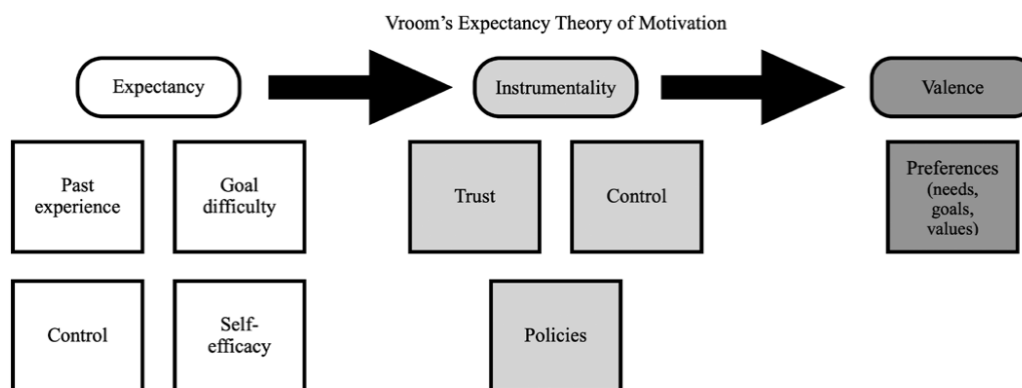 Vroom's Expectancy Theory of Motivation
Expectancy
Instrumentality
Valence
Past
experience
Goal
difficulty
Trust
Control
Preferences
(needs,
goals,
values)
Control
Self-
efficacy
Policies